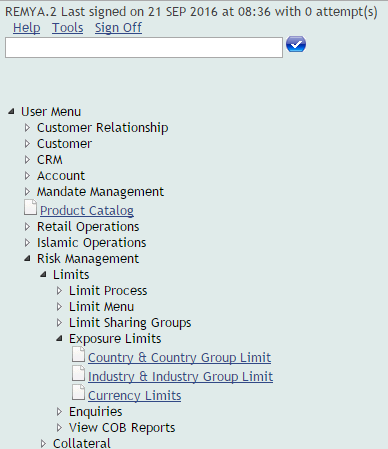 REMYA.2 Last signed on 21 SEP 2016 at 08:36 with 0 attempt(s)
Help Tools Sign Off
User Menu
Customer Relationship
Customer
CRM
Account
Mandate Management
Product Catalog
Retail Operations
Islamic Operations
Risk Management
Limits
Limit Process
Limit Menu
Limit Sharing Groups
Exposure Limits
Country & Country Group Limit
Industry & Industry Group Limit
Currency Limits
Enquiries
View COB Reports
Collateral